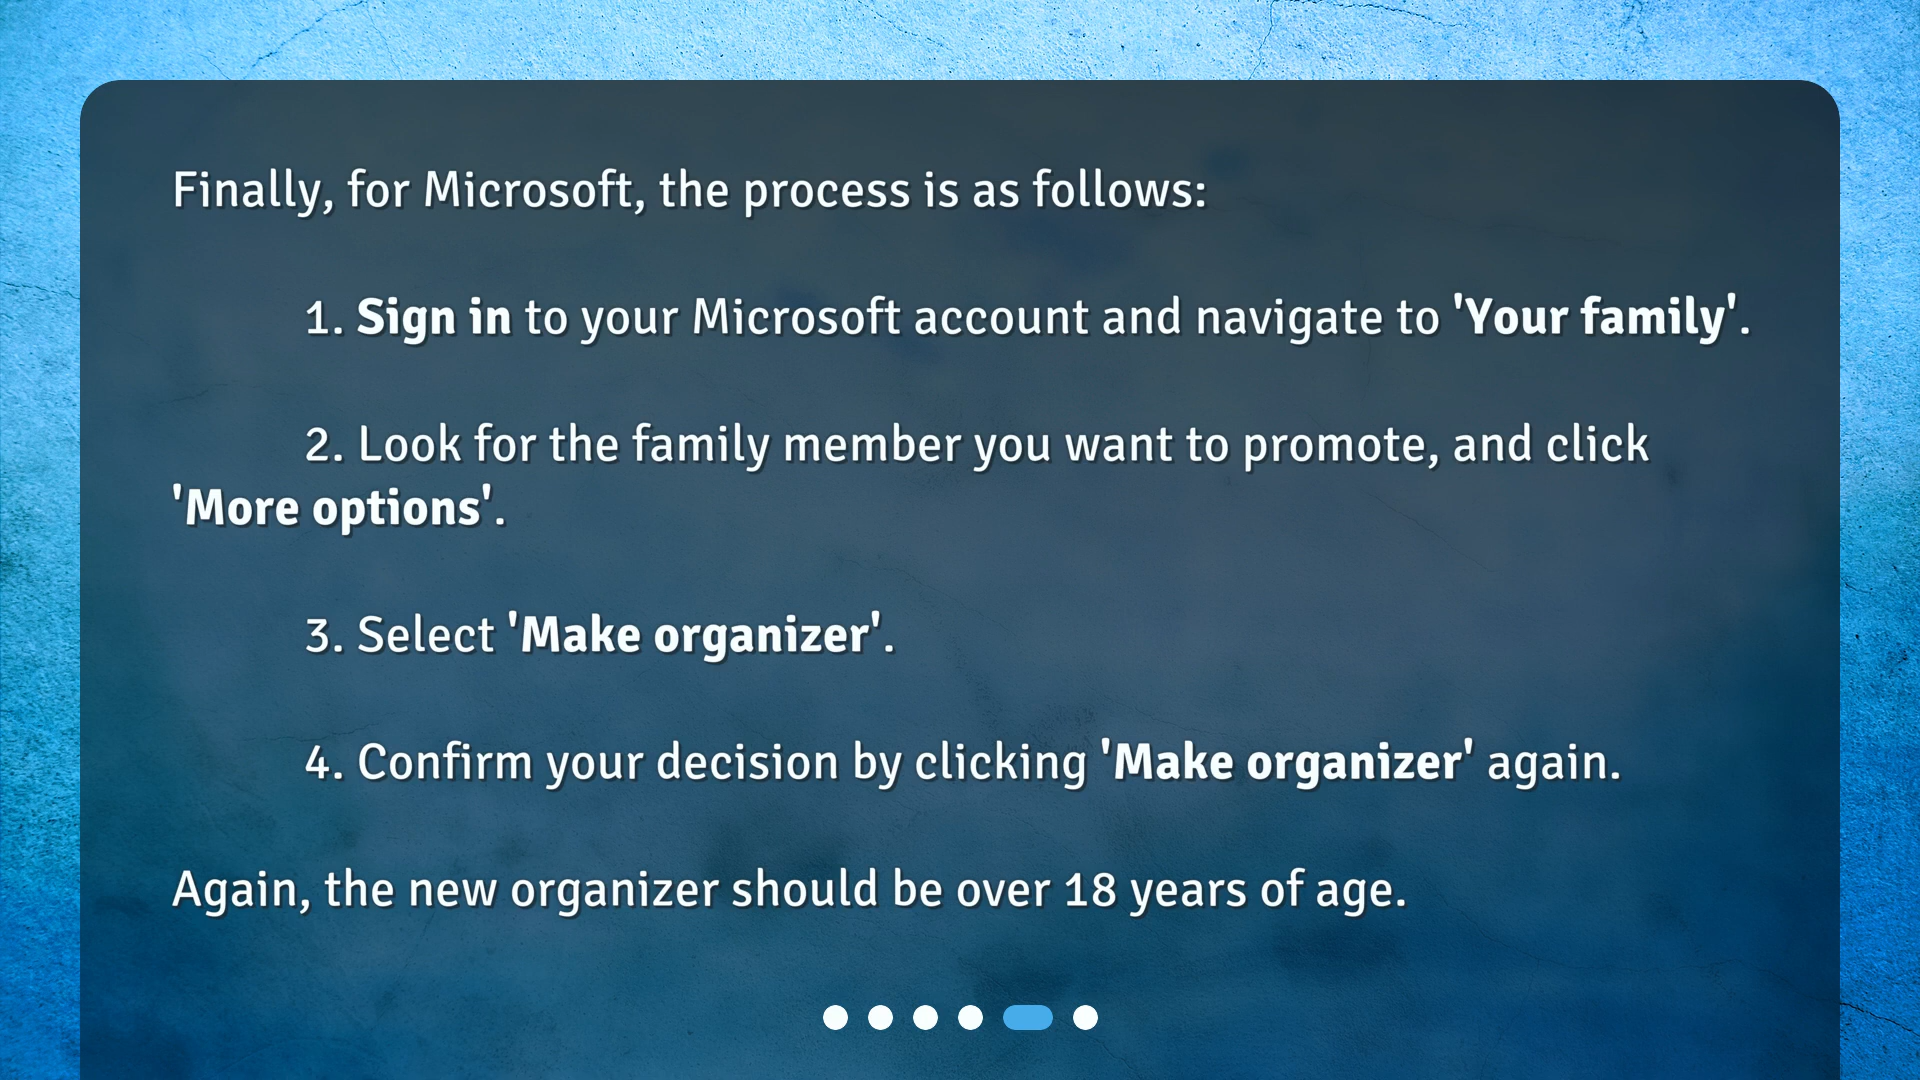 Finally, for Microsoft, the process is as follows:
1. Sign in to your Microsoft account and navigate to 'Your family'.
2. Look for the family member you want to promote, and click
'More options'.
3. Select 'Make organizer'.
4. Confirm your decision by clicking 'Make organizer' again.
Again, the new organizer should be over 18 years of age.